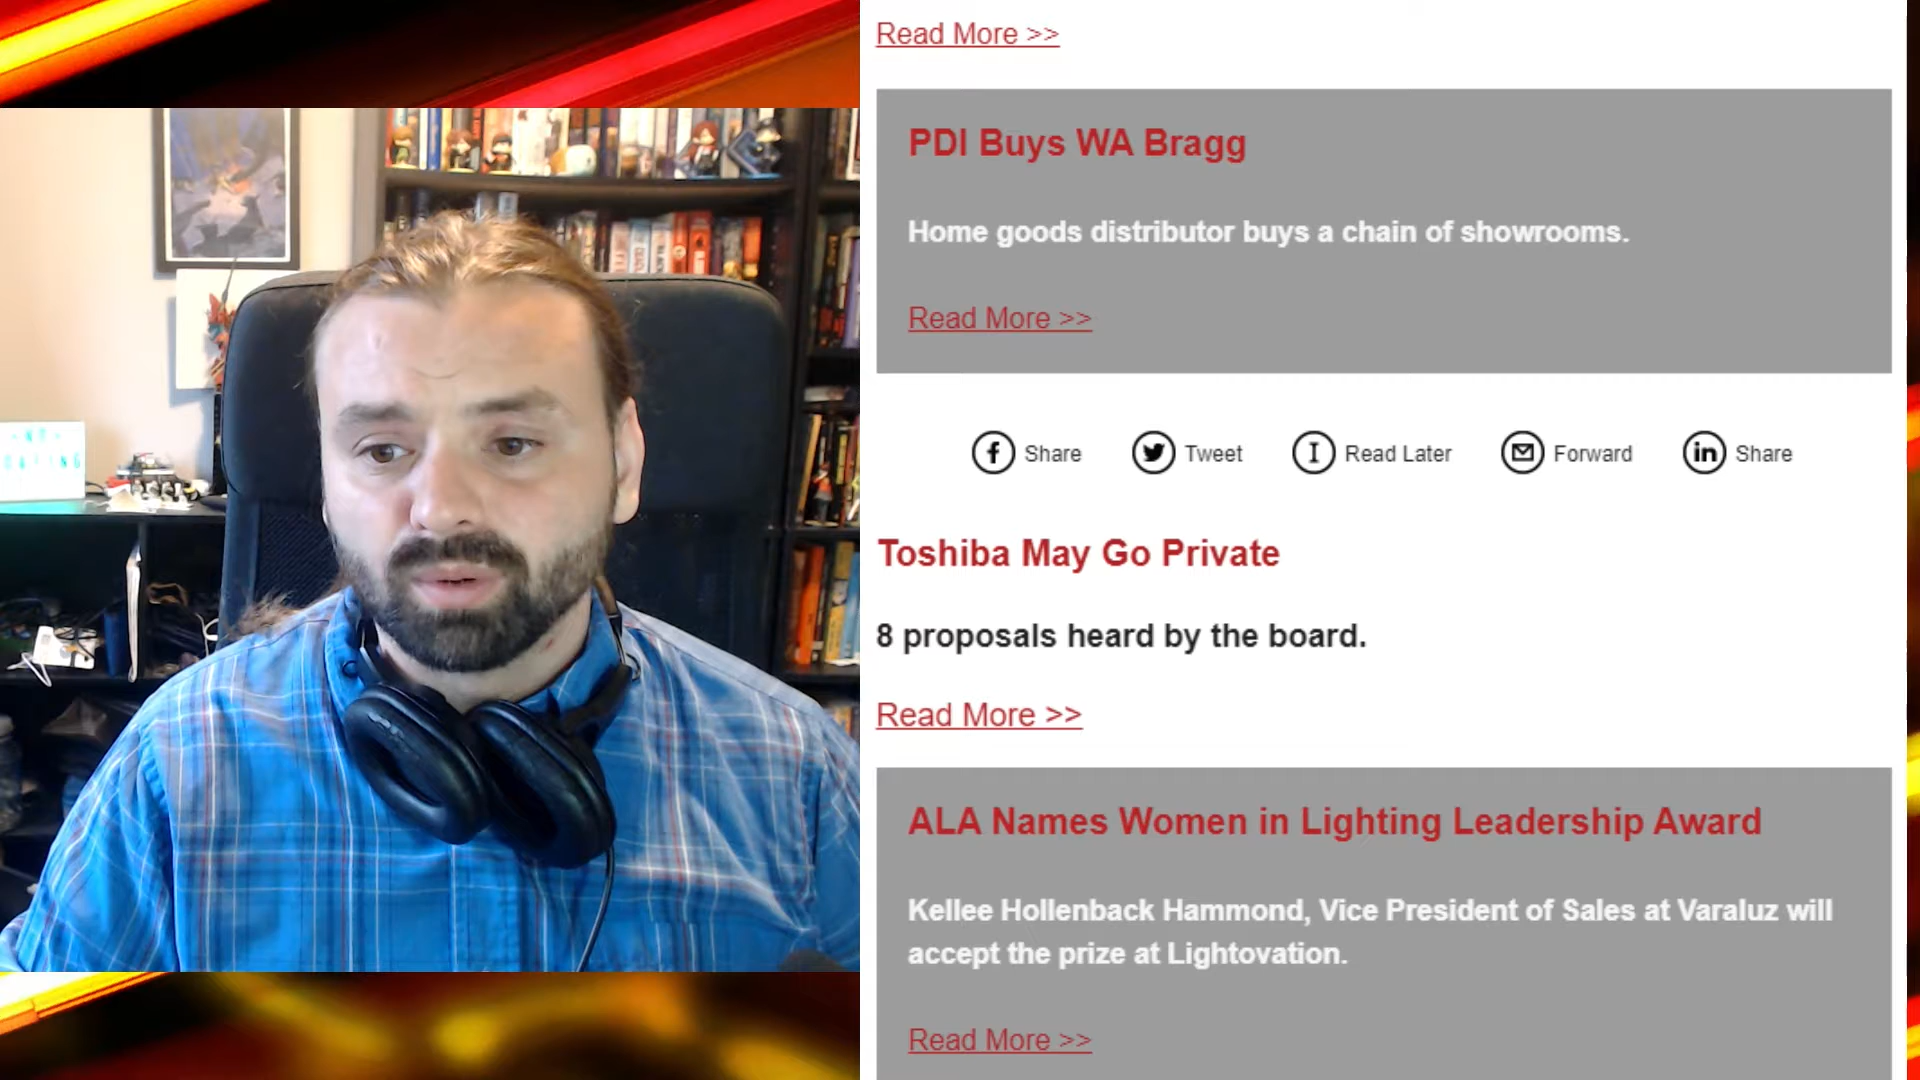 Read More >>
PDI Buys WA Bragg
Home goods distributor buys a chain of showrooms.
Read More >>
Share
Tweet
Read Later
Forward
Share
Toshiba May Go Private
8 proposals heard by the board.
Read More >>
ALA Names Women in Lighting Leadership Award
Kellee Hollenback Hammond, Vice President of Sales at Varaluz will
accept the prize at Lightovation.
Read More >>